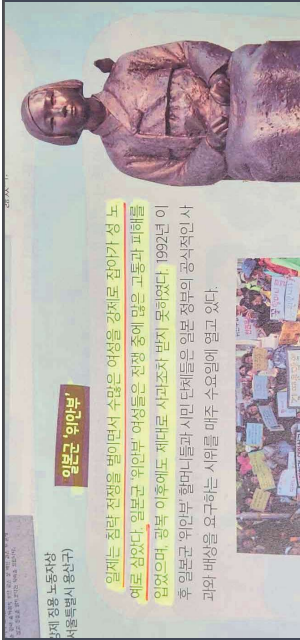 강제 징용 노동자상
서울특별시 용산구)
일본군 '위안부'
일제는 침략 전쟁을 벌이면서 수많은 여성을 강제로 잡아가 성 노
예로 삼았다. 일본군 '위안부' 여성들은 전쟁 중에 많은 고통과 피해를
입었으며, 광복 이후에도 제대로 사과조차 받지 못하였다. 1992년 이
후 일본군 '위안부' 할머니들과 시민 단체들은 일본 정부의 공식적인 사
과와 배상을 요구하는 시위를 매주 수요일에 열고 있다.